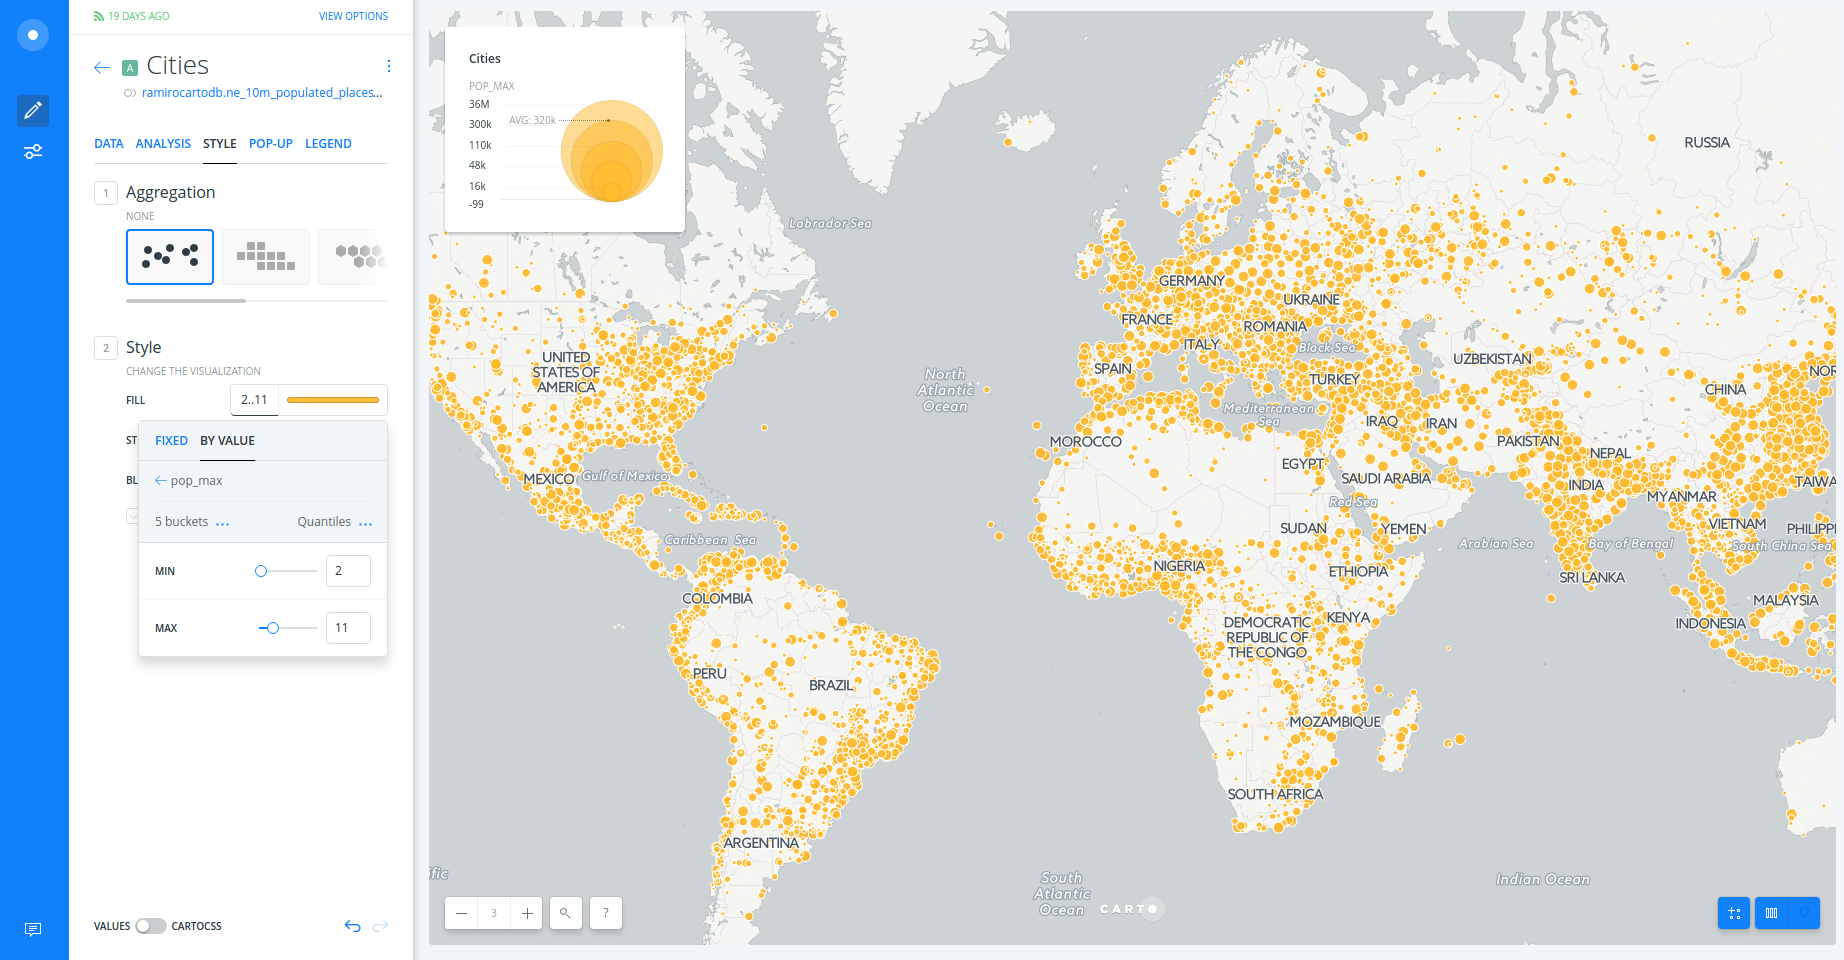 19 DAYS AGO
VIEW OPTIONS
A Cities
ramirocartodb.ne_10m_populated_places...
DATA ANALYSIS STYLE POP-UP LEGEND
1 Aggregation
NONE
2 Style
CHANGE THE VISUALIZATION
FILL 2..11
ST
FIXED BY VALUE
BL
pop_max
5 buckets ... Quantiles ...
MIN 2
MAX 11
VALUES CARTOCSS
Cities
POP_MAX
36M
300k
AVG: 320k
110k
48k
16k
-99
Labrador Sea
RUSSIA
GERMANY
UKRAINE
FRANCE
ROMANIA
ITALY
Black Sea
UNITED
STATES OF
AMERICA
SPAIN
UZBEKISTAN
North
Atlantic
Ocean
TURKEY
CHINA
NOR
Mediterranean
Sea
IRAQ
IRAN
MOROCCO
PAKISTAN
NEPAL
EGYPT
SAUDI ARABIA
MEXICO
Gulf of Mexico
INDIA
TAIWA
MYANMAR
Red Sea
SUDAN
YEMEN
VIETNAM
PHILIPP
Caribbean Sea
Arabian Sea
Bay of Bengal
South China Sea
NIGERIA
ETHIOPIA
SRI LANKA
COLOMBIA
MALAYSIA
KENYA
DEMOCRATIC
REPUBLIC OF
THE CONGO
INDONESIA
PERU
BRAZIL
MOZAMBIQUE
SOUTH AFRICA
ARGENTINA
ific
South
Atlantic
Ocean
Indian Ocean
CARTO
− 3 +
?